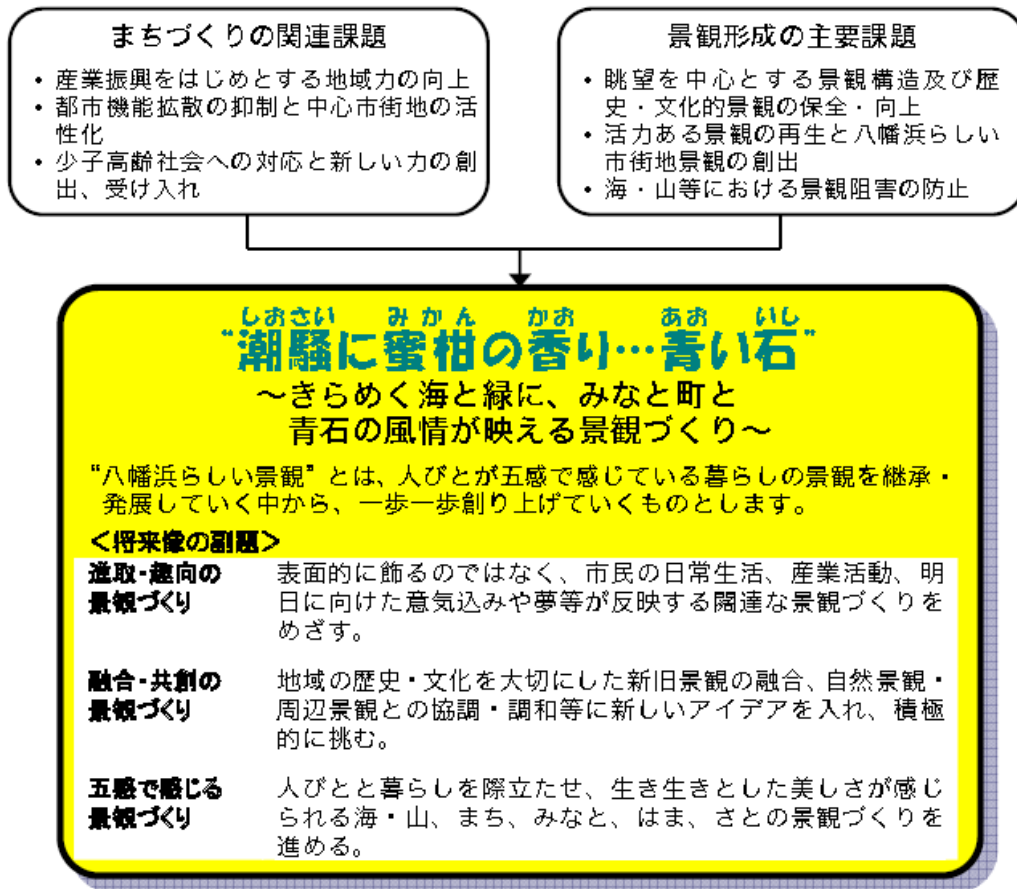 まちづくりの関連課題
• 産業振興をはじめとする地域力の向上
• 都市機能拡散の抑制と中心市街地の活
性化
• 少子高齢社会への対応と新しい力の創
出、受け入れ
景観形成の主要課題
• 眺望を中心とする景観構造及び歴
史・文化的景観の保全・向上
• 活力ある景観の再生と八幡浜らしい
市街地景観の創出
• 海・山等における景観阻害の防止
しおさい みかん かお あお いし
“潮騒に蜜柑の香り…青い石”
～きらめく海と緑に、みなと町と
青石の風情が映える景観づくり～
“八幡浜らしい景観”とは、人びとが五感で感じている暮らしの景観を継承・
発展していく中から、一歩一歩創り上げていくものとします。
＜将来像の副題＞
進取・趣向の
景観づくり
表面的に飾るのではなく、市民の日常生活、産業活動、明
日に向けた意気込みや夢等が反映する闊達な景観づくりを
めざす。
融合・共創の
景観づくり
地域の歴史・文化を大切にした新旧景観の融合、自然景観・
周辺景観との協調・調和等に新しいアイデアを入れ、積極
的に挑む。
五感で感じる
景観づくり
人びとと暮らしを際立たせ、生き生きとした美しさが感じ
られる海・山、まち、みなと、はま、さとの景観づくりを
進める。